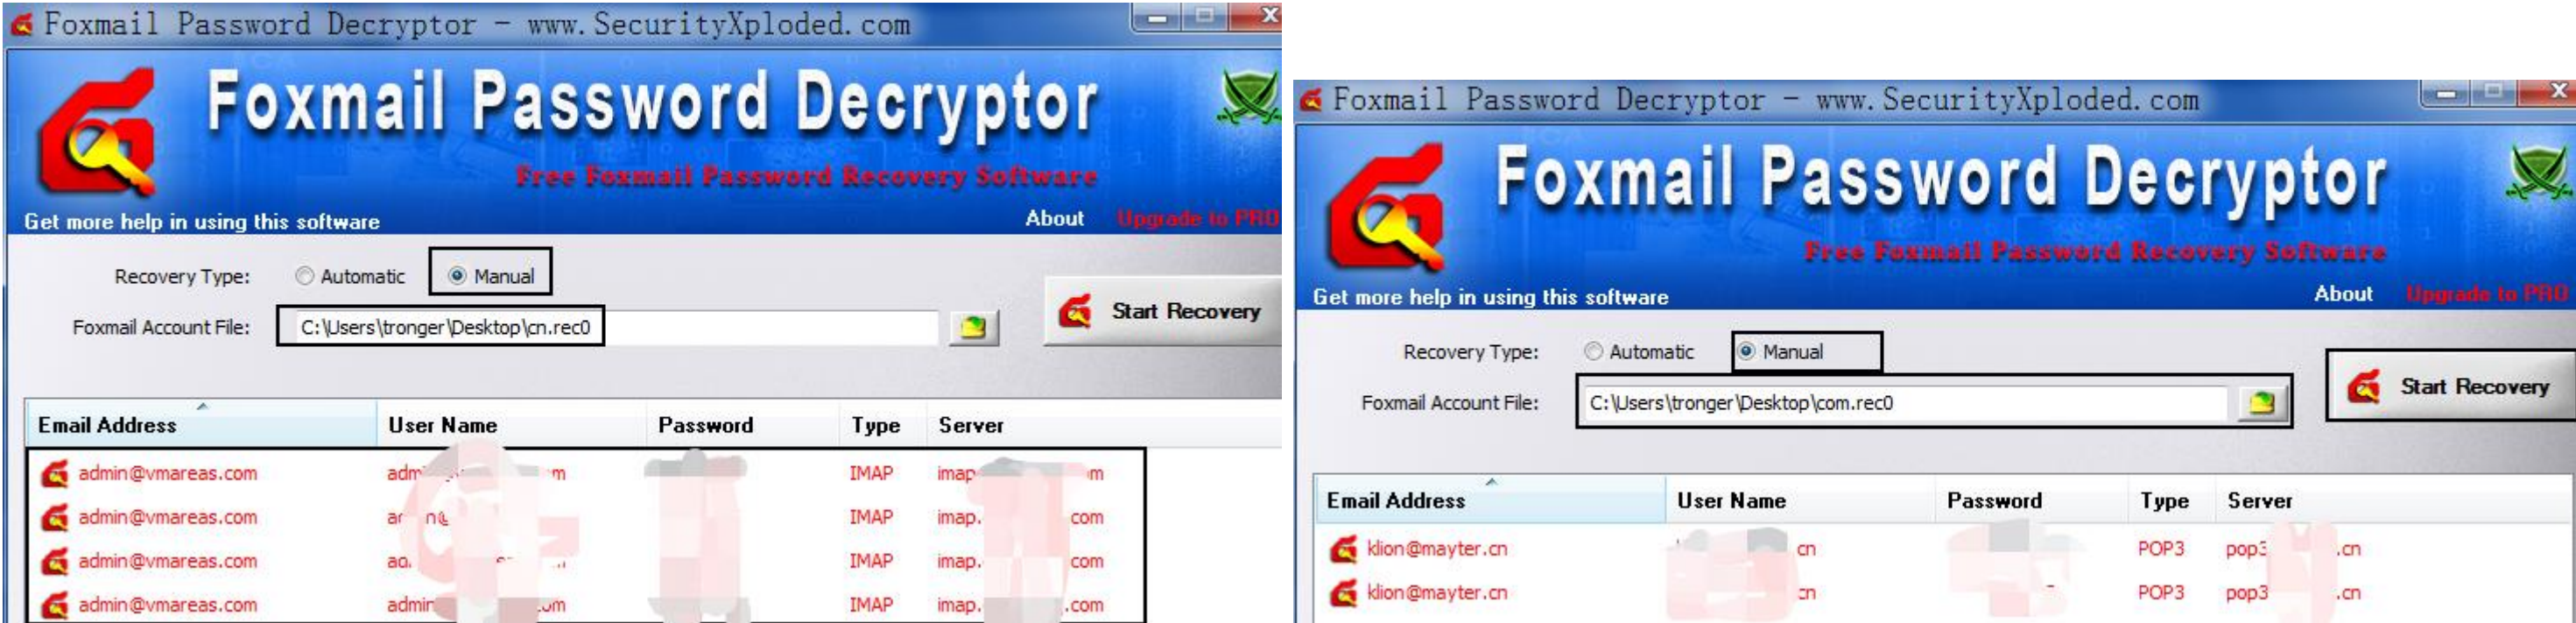 Foxmail Password Decryptor - www.SecurityXploded.com
Foxmail Password Decryptor
Free Foxmail Password Recovery Software
Get more help in using this software
About Upgrade to PRO
Recovery Type: Automatic Manual
Foxmail Account File: C:\Users\tronger\Desktop\cn.rec0
Start Recovery
Email Address User Name Password Type Server
admin@vmareas.com IMAP
admin@vmareas.com IMAP
admin@vmareas.com IMAP
admin@vmareas.com IMAP
Foxmail Password Decryptor - www.SecurityXploded.com
Foxmail Password Decryptor
Free Foxmail Password Recovery Software
Get more help in using this software
About Upgrade to PRO
Recovery Type: Automatic Manual
Foxmail Account File: C:\Users\tronger\Desktop\com.rec0
Start Recovery
Email Address User Name Password Type Server
klion@mayter.cn POP3
klion@mayter.cn POP3